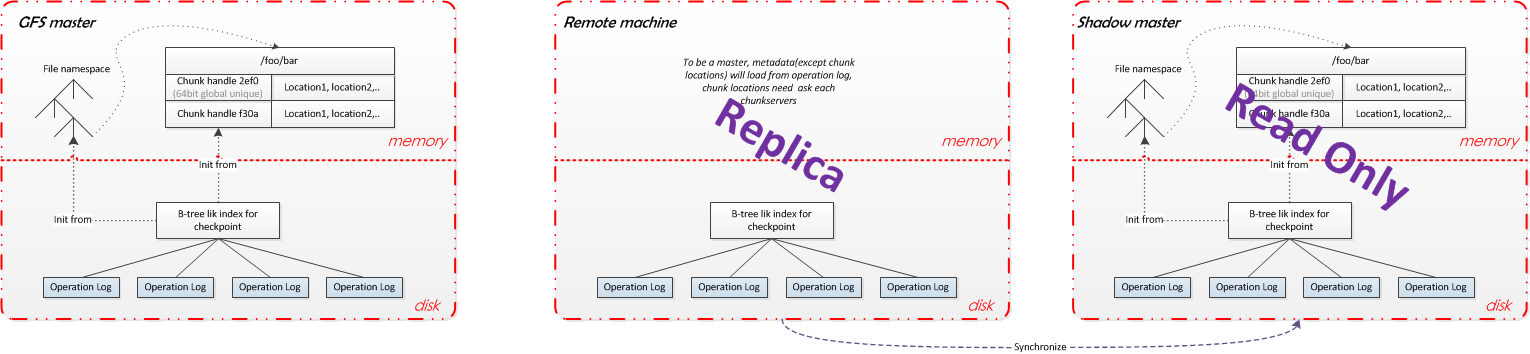 GFS master
File namespace
/foo/bar
Chunk handle 2ef0
(64bit global unique)
Location1, location2,..
Chunk handle f30a
Location1, location2,..
memory
Init from
Init from
B-tree lik index for
checkpoint
Operation Log
Operation Log
Operation Log
Operation Log
disk
Remote machine
To be a master, metadata(except chunk
locations) will load from operation log,
chunk locations need  ask each
chunkservers
Replica
memory
B-tree lik index for
checkpoint
Operation Log
Operation Log
Operation Log
Operation Log
disk
Shadow master
File namespace
/foo/bar
Chunk handle 2ef0
(64bit global unique)
Location1, location2,..
Chunk handle f30a
Location1, location2,..
Read Only
memory
Init from
Init from
B-tree lik index for
checkpoint
Operation Log
Operation Log
Operation Log
Operation Log
disk
Synchronize